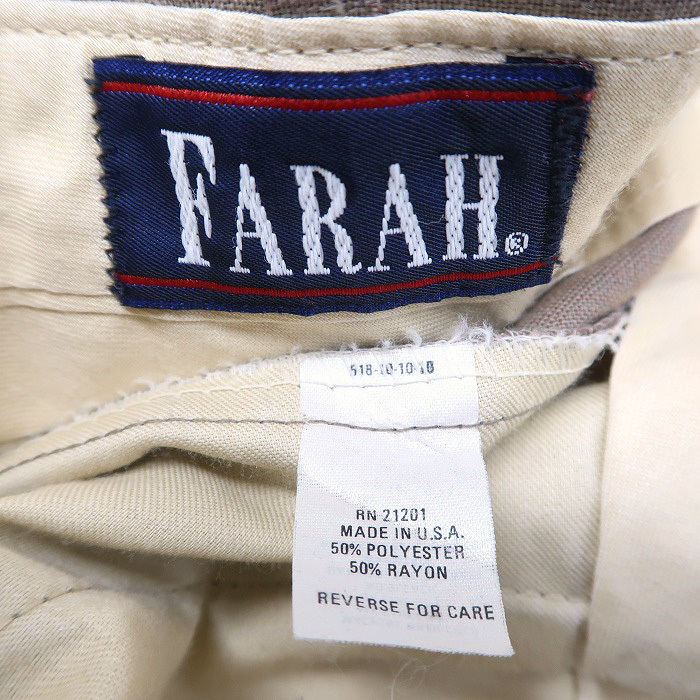 FARAH®
518-10-10-10
RN 21201
MADE IN U.S.A.
50% POLYESTER
50% RAYON
REVERSE FOR CARE